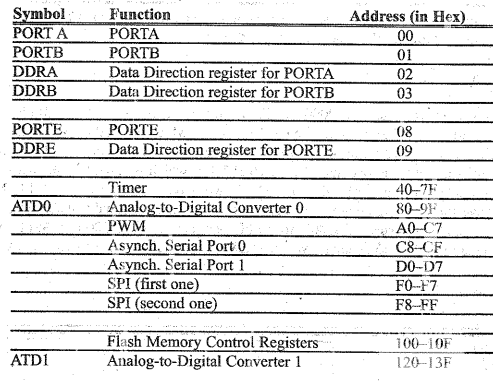 Symbol Function Address (in Hex)
PORT A PORTA 00
PORTB PORTB 01
DDRA Data Direction register for PORTA 02
DDRB Data Direction register for PORTB 03
PORTE PORTE 08
DDRE Data Direction register for PORTE 09
Timer 40–7F
ATD0 Analog-to-Digital Converter 0 80–9F
PWM A0–C7
Asynch. Serial Port 0 C8–CF
Asynch. Serial Port 1 D0–D7
SPI (first one) F0–F7
SPI (second one) F8–FF
Flash Memory Control Registers 100–10F
ATD1 Analog-to-Digital Converter 1 120–13F